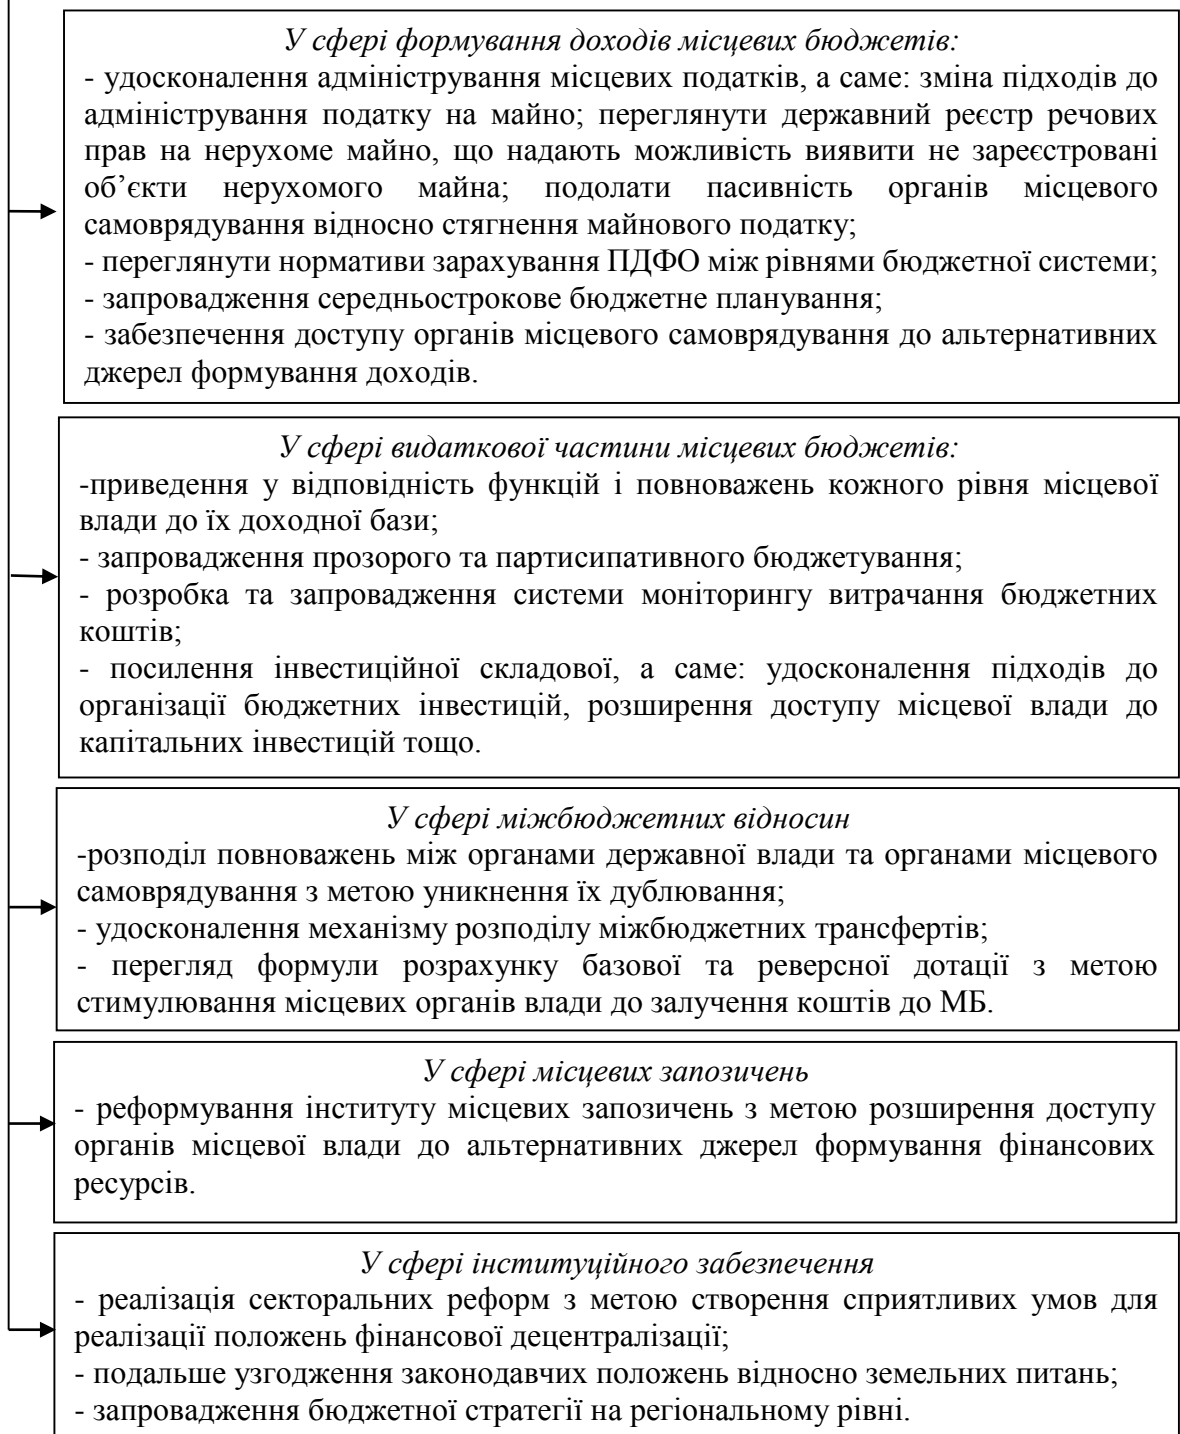 У сфері формування доходів місцевих бюджетів:
- удосконалення адміністрування місцевих податків, а саме: зміна підходів до
адміністрування податку на майно; переглянути державний реєстр речових
прав на нерухоме майно, що надають можливість виявити не зареєстровані
об’єкти нерухомого майна; подолати пасивність органів місцевого
самоврядування відносно стягнення майнового податку;
- переглянути нормативи зарахування ПДФО між рівнями бюджетної системи;
- запровадження середньострокове бюджетне планування;
- забезпечення доступу органів місцевого самоврядування до альтернативних
джерел формування доходів.
У сфері видаткової частини місцевих бюджетів:
-приведення у відповідність функцій і повноважень кожного рівня місцевої
влади до їх доходної бази;
- запровадження прозорого та партисипативного бюджетування;
- розробка та запровадження системи моніторингу витрачання бюджетних
коштів;
- посилення інвестиційної складової, а саме: удосконалення підходів до
організації бюджетних інвестицій, розширення доступу місцевої влади до
капітальних інвестицій тощо.
У сфері міжбюджетних відносин
-розподіл повноважень між органами державної влади та органами місцевого
самоврядування з метою уникнення їх дублювання;
- удосконалення механізму розподілу міжбюджетних трансфертів;
- перегляд формули розрахунку базової та реверсної дотації з метою
стимулювання місцевих органів влади до залучення коштів до МБ.
У сфері місцевих запозичень
- реформування інституту місцевих запозичень з метою розширення доступу
органів місцевої влади до альтернативних джерел формування фінансових
ресурсів.
У сфері інституційного забезпечення
- реалізація секторальних реформ з метою створення сприятливих умов для
реалізації положень фінансової децентралізації;
- подальше узгодження законодавчих положень відносно земельних питань;
- запровадження бюджетної стратегії на регіональному рівні.